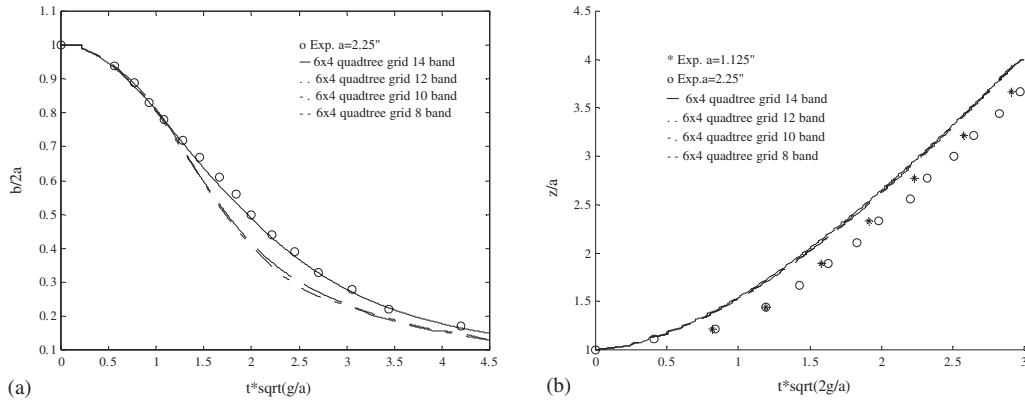 1
0.9
0.8
0.7
0.6
0.5
0.4
0.3
0.2
0.1
b/2a
o Exp. a=2.25"
— 6x4 quadtree grid 14 band
. . 6x4 quadtree grid 12 band
- . 6x4 quadtree grid 10 band
- - 6x4 quadtree grid 8 band
0 0.5 1 1.5 2 2.5 3 3.5 4 4.5
t*sqrt(g/a)
(a)
4.5
4
3.5
3
2.5
2
1.5
1
z/a
* Exp. a=1.125"
o Exp.a=2.25"
— 6x4 quadtree grid 14 band
. . 6x4 quadtree grid 12 band
- . 6x4 quadtree grid 10 band
-- 6x4 quadtree grid 8 band
0 0.5 1 1.5 2 2.5 3
t*sqrt(2g/a)
(b)